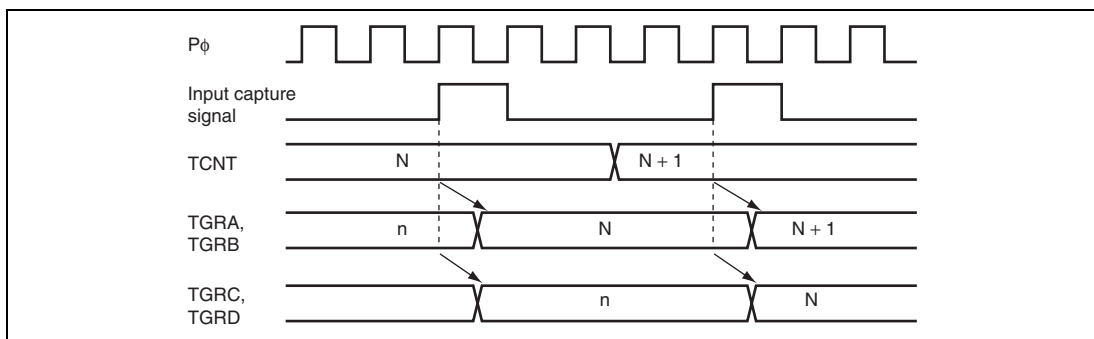 Pϕ
Input capture
signal
TCNT
N
N + 1
TGRA,
TGRB
n
N
N + 1
TGRC,
TGRD
n
N